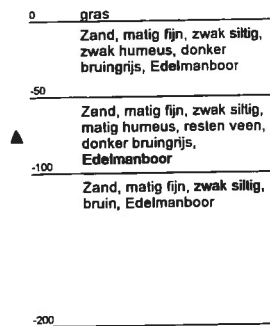 0 gras
Zand, matig fijn, zwak siltig,
zwak humeus, donker
bruingrijs, Edelmanboor
-50
Zand, matig fijn, zwak siltig,
matig humeus, resten veen,
donker bruingrijs,
Edelmanboor
-100
Zand, matig fijn, zwak siltig,
bruin, Edelmanboor
-200